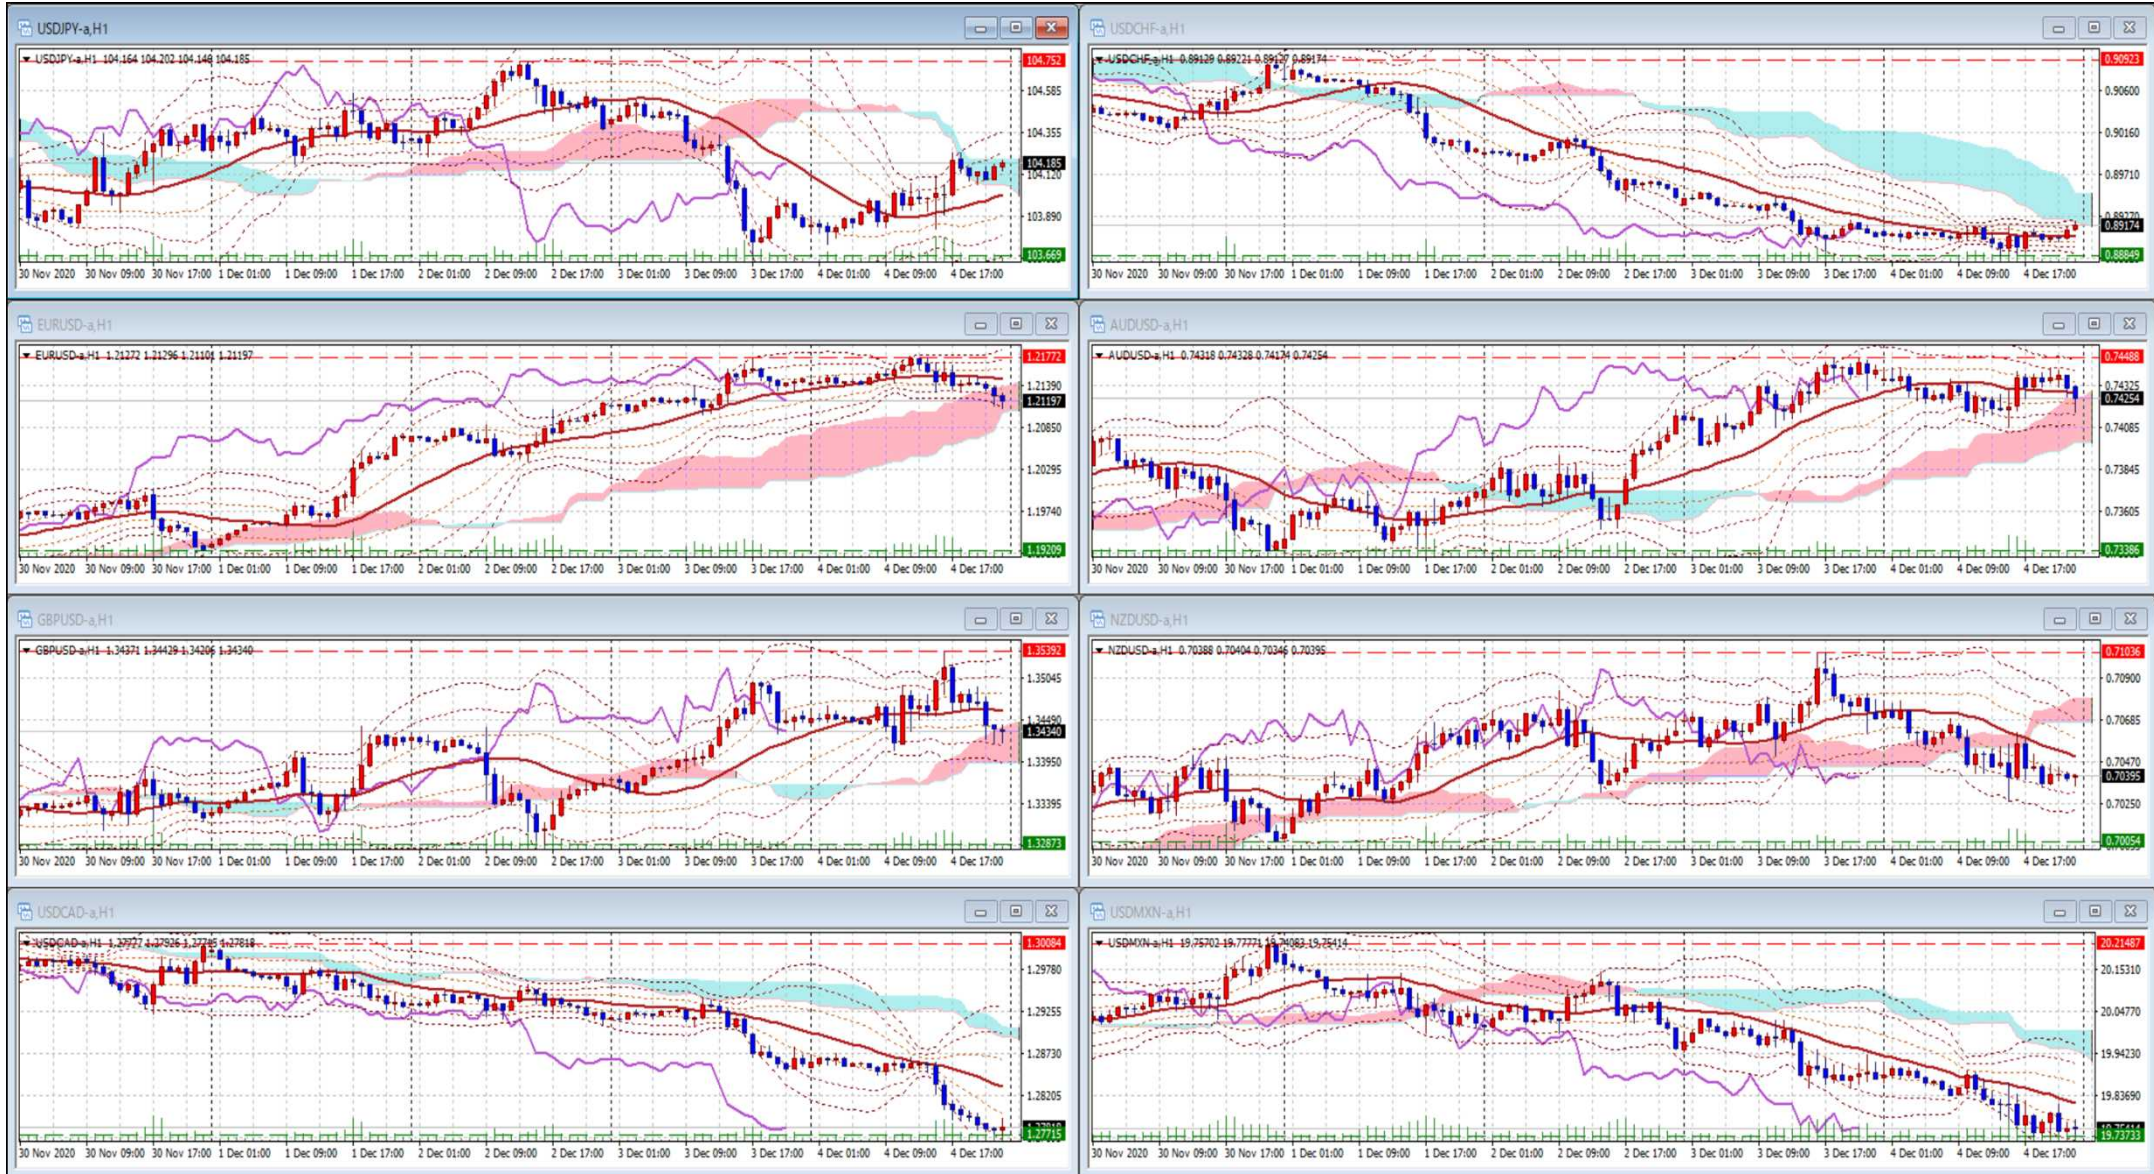 USDJPY-a,H1
USDJPY-a,H1 104.164 104.202 104.148 104.185
104.752
104.585
104.355
104.185
104.120
103.890
103.669
30 Nov 2020 30 Nov 09:00 30 Nov 17:00 1 Dec 01:00 1 Dec 09:00 1 Dec 17:00 2 Dec 01:00 2 Dec 09:00 2 Dec 17:00 3 Dec 01:00 3 Dec 09:00 3 Dec 17:00 4 Dec 01:00 4 Dec 09:00 4 Dec 17:00
USDCHF-a,H1
USDCHF-a,H1 0.89129 0.89221 0.89127 0.89174
0.90923
0.90600
0.90160
0.89710
0.89270
0.89174
0.88849
30 Nov 2020 30 Nov 09:00 30 Nov 17:00 1 Dec 01:00 1 Dec 09:00 1 Dec 17:00 2 Dec 01:00 2 Dec 09:00 2 Dec 17:00 3 Dec 01:00 3 Dec 09:00 3 Dec 17:00 4 Dec 01:00 4 Dec 09:00 4 Dec 17:00
EURUSD-a,H1
EURUSD-a,H1 1.21272 1.21296 1.21101 1.21197
1.21772
1.21390
1.21197
1.20850
1.20295
1.19740
1.19209
30 Nov 2020 30 Nov 09:00 30 Nov 17:00 1 Dec 01:00 1 Dec 09:00 1 Dec 17:00 2 Dec 01:00 2 Dec 09:00 2 Dec 17:00 3 Dec 01:00 3 Dec 09:00 3 Dec 17:00 4 Dec 01:00 4 Dec 09:00 4 Dec 17:00
AUDUSD-a,H1
AUDUSD-a,H1 0.74318 0.74328 0.74174 0.74254
0.74488
0.74325
0.74254
0.74085
0.73845
0.73605
0.73386
30 Nov 2020 30 Nov 09:00 30 Nov 17:00 1 Dec 01:00 1 Dec 09:00 1 Dec 17:00 2 Dec 01:00 2 Dec 09:00 2 Dec 17:00 3 Dec 01:00 3 Dec 09:00 3 Dec 17:00 4 Dec 01:00 4 Dec 09:00 4 Dec 17:00
GBPUSD-a,H1
GBPUSD-a,H1 1.34371 1.34429 1.34206 1.34340
1.35392
1.35045
1.34490
1.34340
1.33950
1.33395
1.32873
30 Nov 2020 30 Nov 09:00 30 Nov 17:00 1 Dec 01:00 1 Dec 09:00 1 Dec 17:00 2 Dec 01:00 2 Dec 09:00 2 Dec 17:00 3 Dec 01:00 3 Dec 09:00 3 Dec 17:00 4 Dec 01:00 4 Dec 09:00 4 Dec 17:00
NZDUSD-a,H1
NZDUSD-a,H1 0.70388 0.70404 0.70346 0.70395
0.71036
0.70900
0.70685
0.70470
0.70395
0.70250
0.70054
30 Nov 2020 30 Nov 09:00 30 Nov 17:00 1 Dec 01:00 1 Dec 09:00 1 Dec 17:00 2 Dec 01:00 2 Dec 09:00 2 Dec 17:00 3 Dec 01:00 3 Dec 09:00 3 Dec 17:00 4 Dec 01:00 4 Dec 09:00 4 Dec 17:00
USDCAD-a,H1
USDCAD-a,H1 1.27777 1.27926 1.27818
1.30084
1.29780
1.29255
1.28730
1.28205
1.27715
30 Nov 2020 30 Nov 09:00 30 Nov 17:00 1 Dec 01:00 1 Dec 09:00 1 Dec 17:00 2 Dec 01:00 2 Dec 09:00 2 Dec 17:00 3 Dec 01:00 3 Dec 09:00 3 Dec 17:00 4 Dec 01:00 4 Dec 09:00 4 Dec 17:00
USDMXN-a,H1
USDMXN-a,H1 19.75702 19.77771 19.74083 19.75414
20.21487
20.15310
20.04770
19.94230
19.83690
19.73733
30 Nov 2020 30 Nov 09:00 30 Nov 17:00 1 Dec 01:00 1 Dec 09:00 1 Dec 17:00 2 Dec 01:00 2 Dec 09:00 2 Dec 17:00 3 Dec 01:00 3 Dec 09:00 3 Dec 17:00 4 Dec 01:00 4 Dec 09:00 4 Dec 17:00